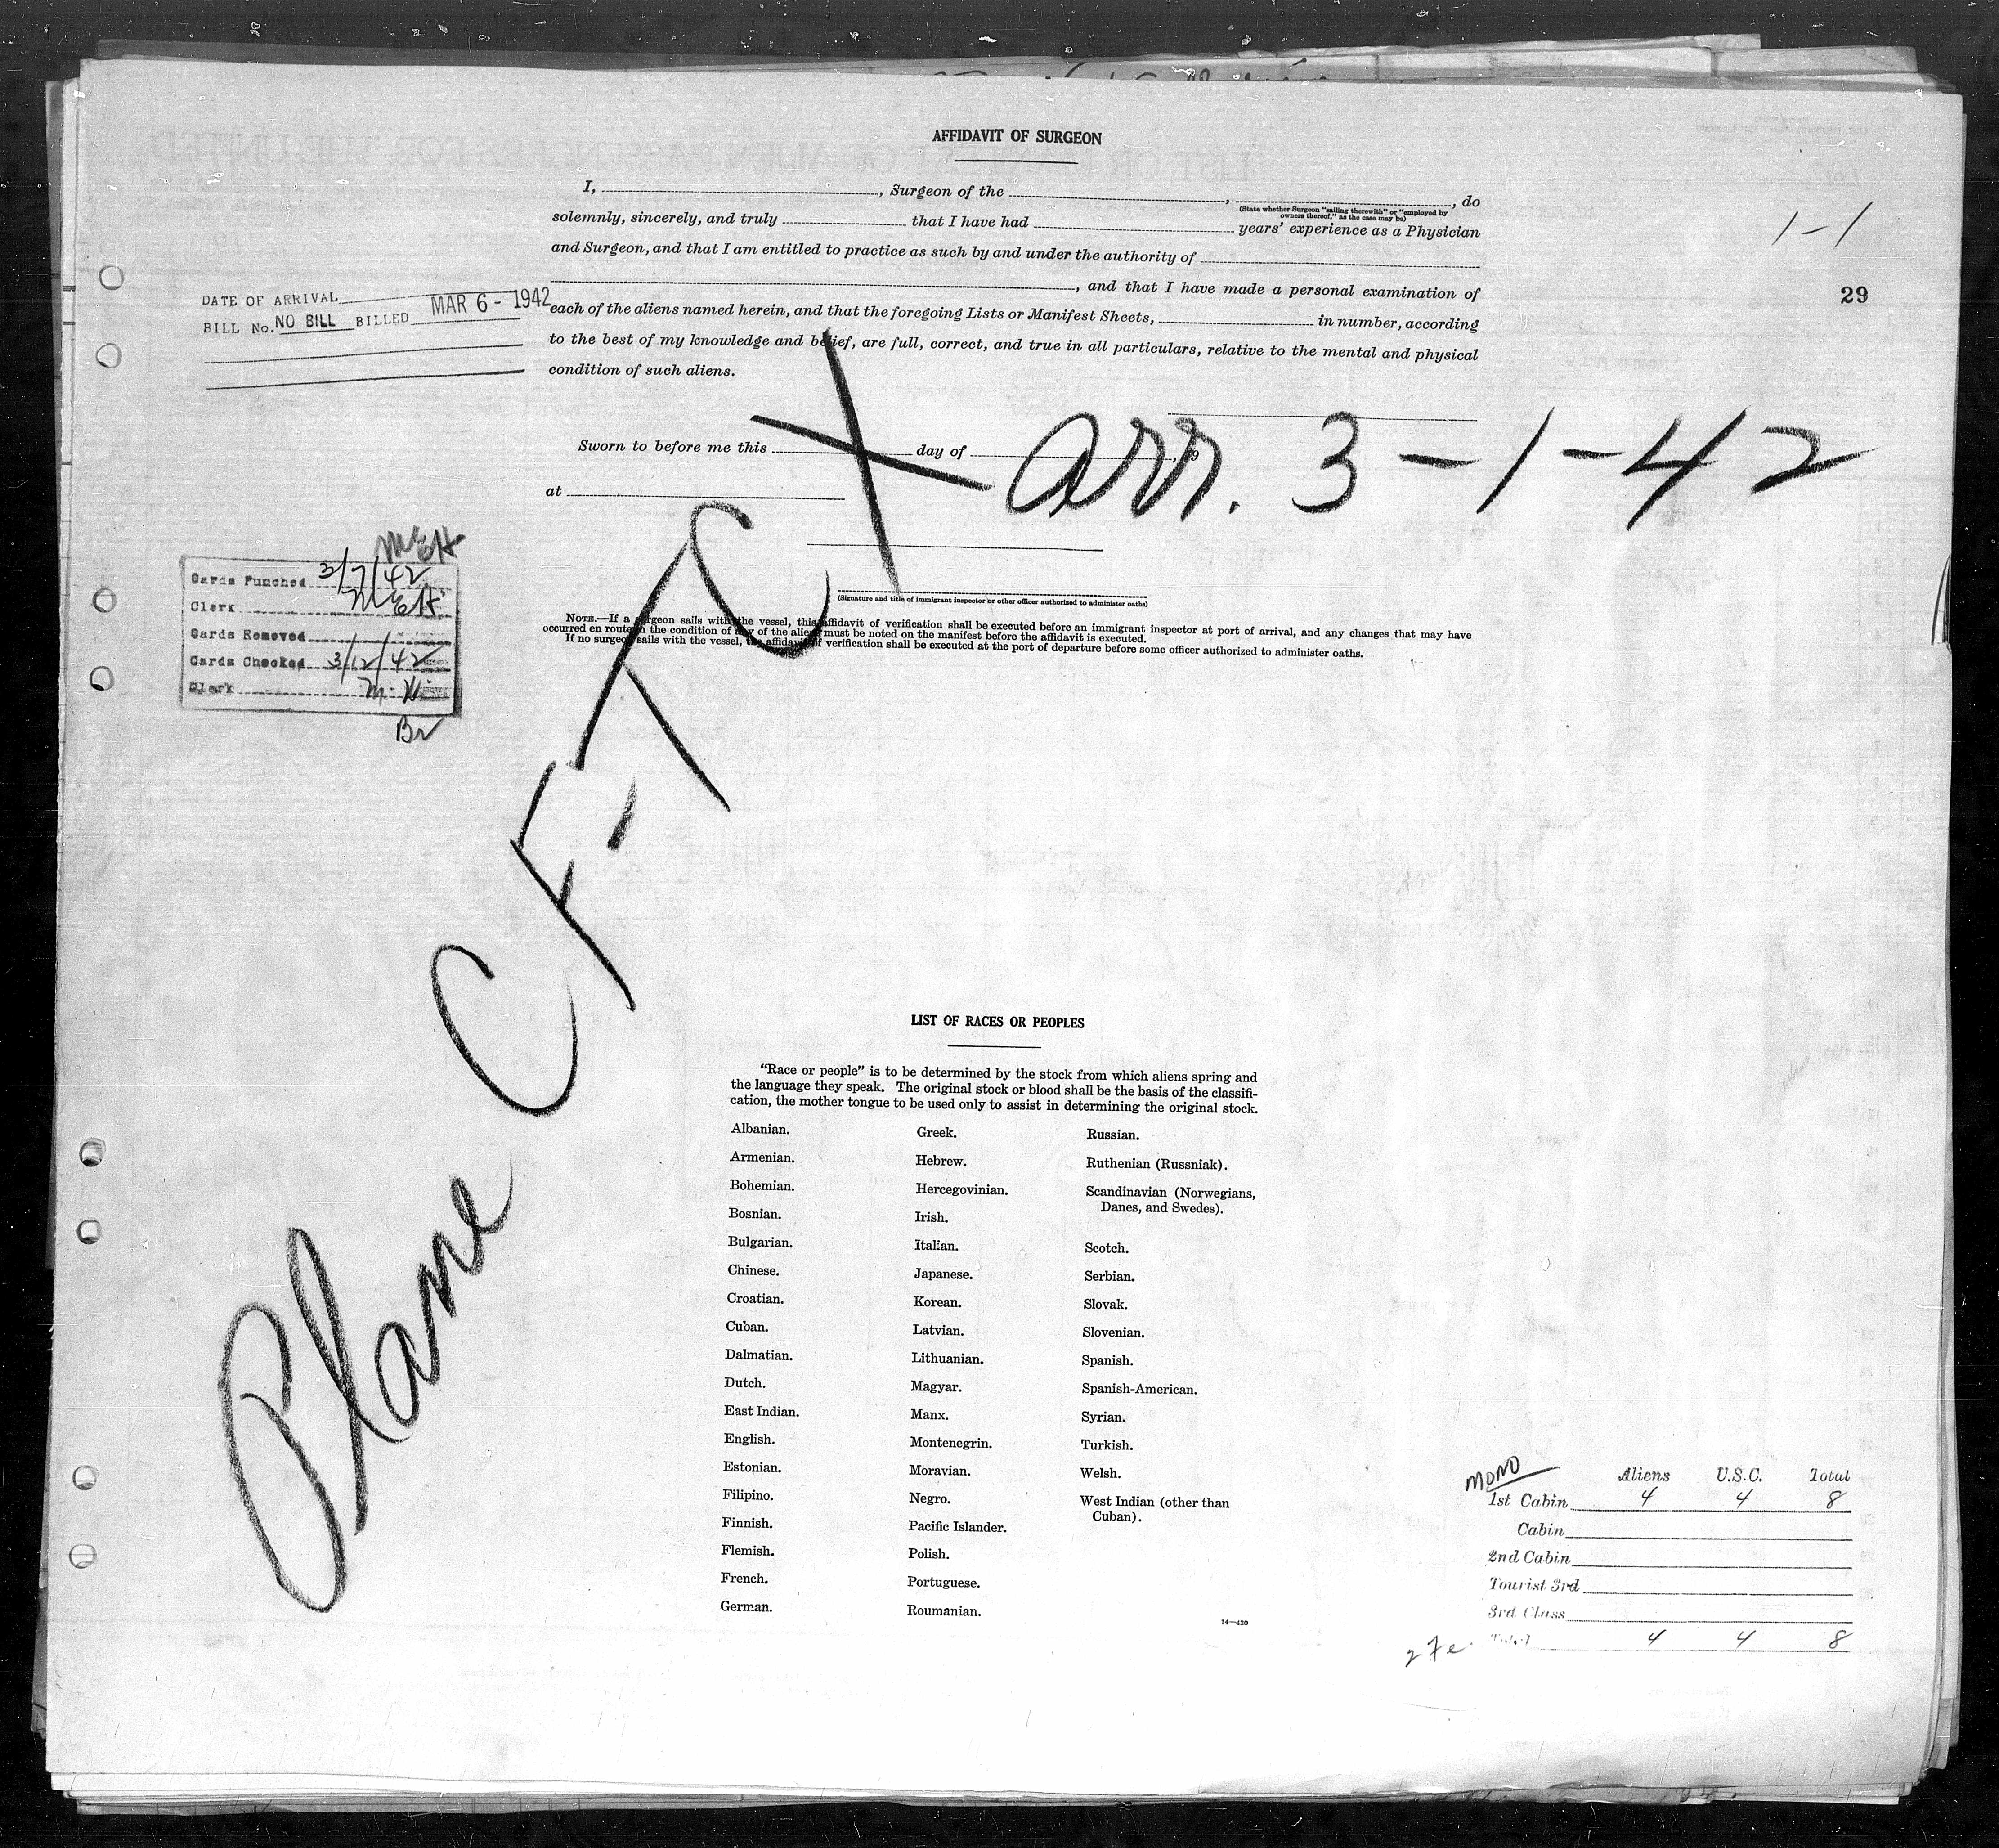 AFFIDAVIT OF SURGEON
I, , Surgeon of the , , do
(State whether Surgeon "sailing therewith" or "employed by
owners thereof," as the case may be)
solemnly, sincerely, and truly that I have had years' experience as a Physician
and Surgeon, and that I am entitled to practice as such by and under the authority of
, and that I have made a personal examination of
each of the aliens named herein, and that the foregoing Lists or Manifest Sheets, in number, according
to the best of my knowledge and belief, are full, correct, and true in all particulars, relative to the mental and physical
condition of such aliens.
1-1
29
DATE OF ARRIVAL
MAR 6 - 1942
BILL No. NO BILL BILLED
Sworn to before me this day of , 19
at
arr. 3-1-42
(Signature and title of immigrant inspector or other officer authorized to administer oaths)
NOTE.—If a surgeon sails with the vessel, this affidavit of verification shall be executed before an immigrant inspector at port of arrival, and any changes that may have
occurred en route in the condition of any of the aliens must be noted on the manifest before the affidavit is executed.
If no surgeon sails with the vessel, the affidavit of verification shall be executed at the port of departure before some officer authorized to administer oaths.
MEH
Cards Punched 3/7/42
Clerk MEH
Cards Removed
Cards Checked 3/12/42
Clerk
Br
Plane CF-TCX
LIST OF RACES OR PEOPLES
"Race or people" is to be determined by the stock from which aliens spring and
the language they speak. The original stock or blood shall be the basis of the classifi-
cation, the mother tongue to be used only to assist in determining the original stock.
Albanian.
Armenian.
Bohemian.
Bosnian.
Bulgarian.
Chinese.
Croatian.
Cuban.
Dalmatian.
Dutch.
East Indian.
English.
Estonian.
Filipino.
Finnish.
Flemish.
French.
German.
Greek.
Hebrew.
Hercegovinian.
Irish.
Italian.
Japanese.
Korean.
Latvian.
Lithuanian.
Magyar.
Manx.
Montenegrin.
Moravian.
Negro.
Pacific Islander.
Polish.
Portuguese.
Roumanian.
Russian.
Ruthenian (Russniak).
Scandinavian (Norwegians,
Danes, and Swedes).
Scotch.
Serbian.
Slovak.
Slovenian.
Spanish.
Spanish-American.
Syrian.
Turkish.
Welsh.
West Indian (other than
Cuban).
14—430
MONO
Aliens U.S.C. Total
1st Cabin 4 4 8
Cabin
2nd Cabin
Tourist 3rd
3rd Class
Total 4 4 8